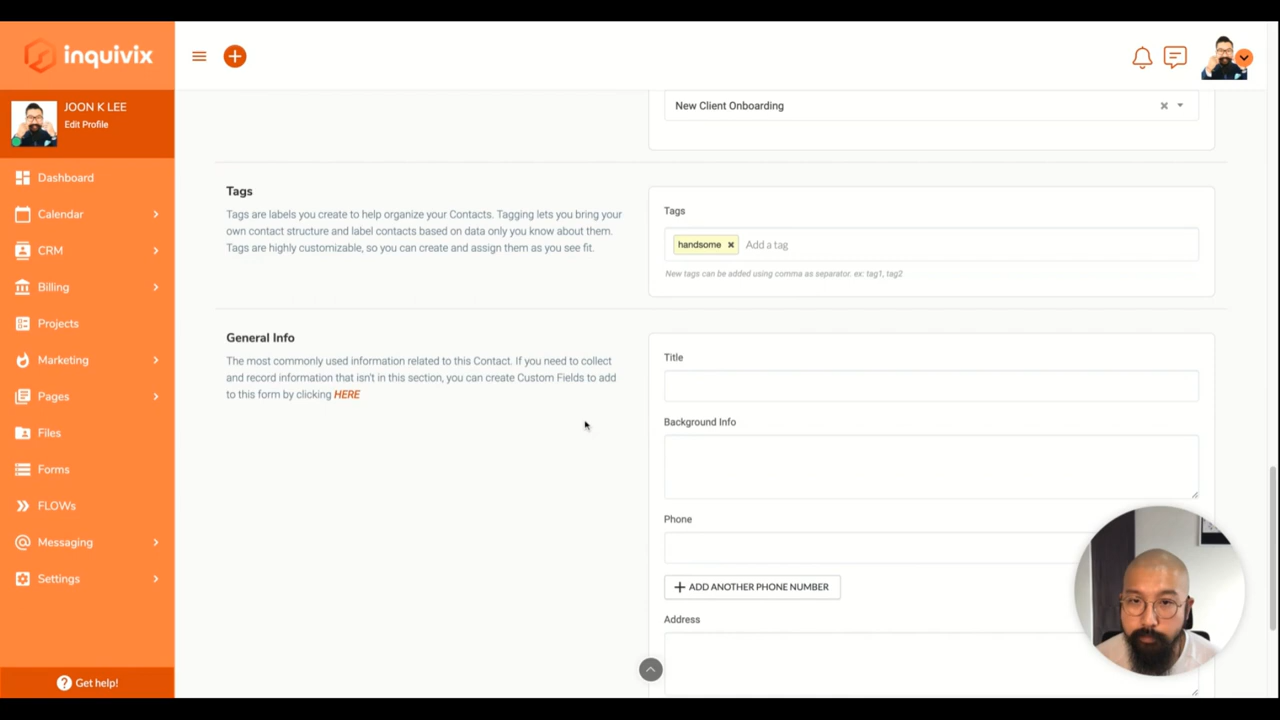 inquivix
JOON K LEE
Edit Profile
Dashboard
Calendar
CRM
Billing
Projects
Marketing
Pages
Files
Forms
FLOWs
Messaging
Settings
Get help!
New Client Onboarding
Tags
Tags are labels you create to help organize your Contacts. Tagging lets you bring your
own contact structure and label contacts based on data only you know about them.
Tags are highly customizable, so you can create and assign them as you see fit.
Tags
handsome Add a tag
New tags can be added using comma as separator. ex: tag1, tag2
General Info
The most commonly used information related to this Contact. If you need to collect
and record information that isn't in this section, you can create Custom Fields to add
to this form by clicking HERE
Title
Background Info
Phone
ADD ANOTHER PHONE NUMBER
Address